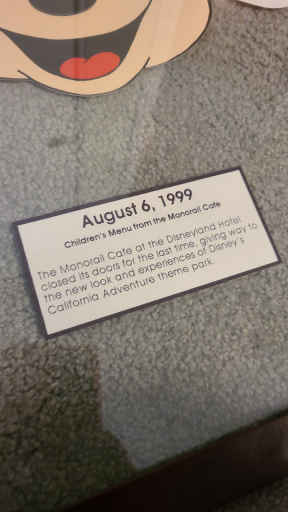 August 6, 1999
Children's Menu from the Monorail Cafe
The Monorail Cafe at the Disneyland Hotel
closed its doors for the last time, giving way to
the new look and experiences of Disney's
California Adventure theme park.